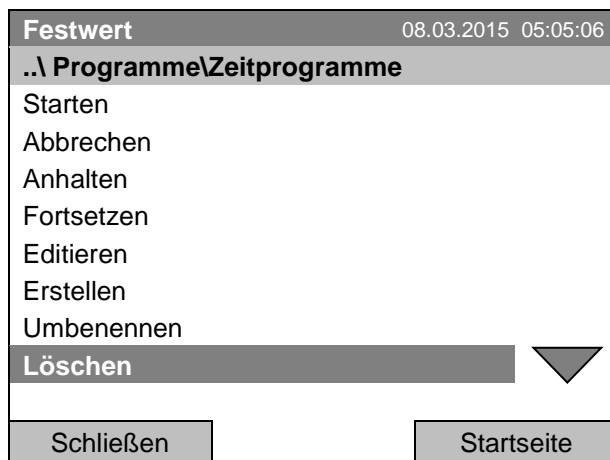 Festwert 08.03.2015 05:05:06
..\ Programme\Zeitprogramme
Starten
Abbrechen
Anhalten
Fortsetzen
Editieren
Erstellen
Umbenennen
Löschen
Schließen Startseite